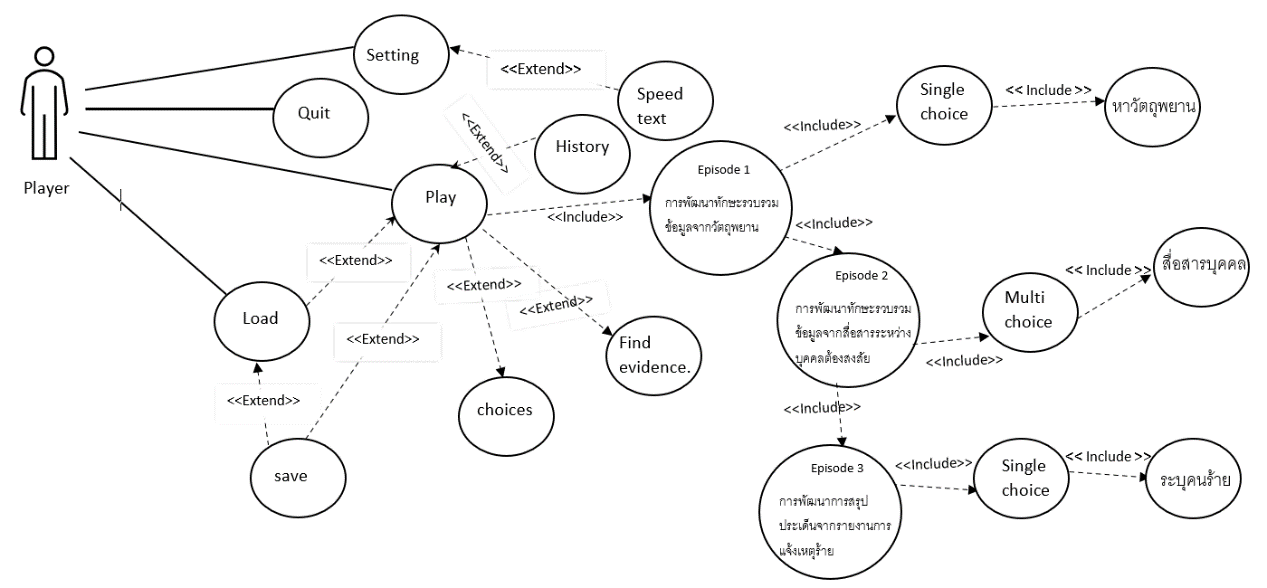 Player
Setting
<<Extend>>
Speed
text
Quit
<<Extend>>
History
Play
<<Include>>
Episode 1
การพัฒนาทักษะรวบรวม
ข้อมูลจากวัตถุพยาน
<<Include>>
Single
choice
<< Include >>
หาวัตถุพยาน
<<Include>>
Episode 2
การพัฒนาทักษะรวบรวม
ข้อมูลจากสื่อสารระหว่าง
บุคคลต้องสงสัย
<<Include>>
Multi
choice
<< Include >>
สื่อสารบุคคล
<<Include>>
Episode 3
การพัฒนาการสรุป
ประเด็นจากรายงานการ
แจ้งเหตุร้าย
<<Include>>
Single
choice
<< Include >>
ระบุคนร้าย
<<Extend>>
Load
<<Extend>>
<<Extend>>
save
<<Extend>>
choices
<<Extend>>
Find
evidence.